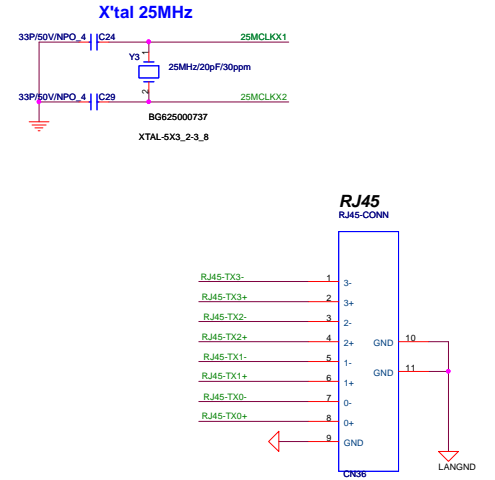 X'tal 25MHz
33P/50V/NPO_4 C24
25MCLKX1
Y3 1
25MHz/20pF/30ppm
2
33P/50V/NPO_4 C29
25MCLKX2
BG625000737
XTAL-5X3_2-3_8
RJ45
RJ45-CONN
RJ45-TX3- 1 3-
RJ45-TX3+ 2 3+
RJ45-TX2- 3 2-
RJ45-TX2+ 4 2+ GND 10
RJ45-TX1- 5 1-
RJ45-TX1+ 6 1+ GND 11
RJ45-TX0- 7 0-
RJ45-TX0+ 8 0+
9 GND
LANGND
CN36